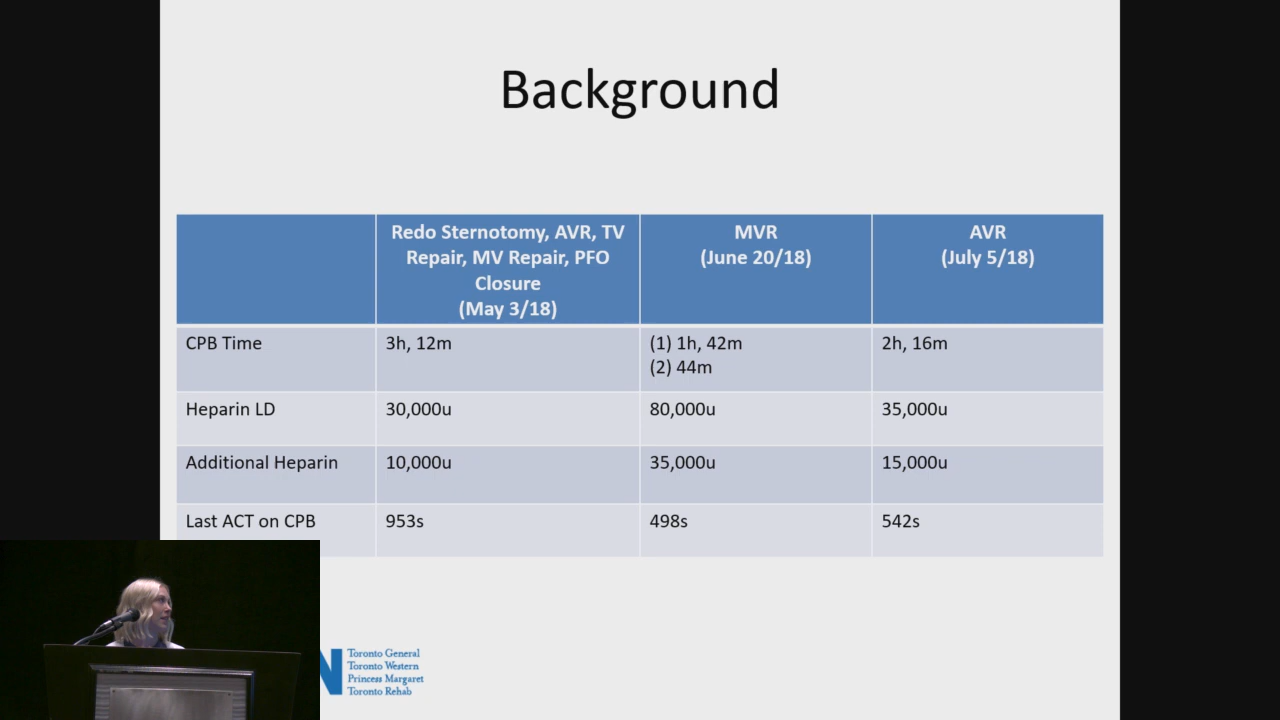 Background
Redo Sternotomy, AVR, TV
Repair, MV Repair, PFO
Closure
(May 3/18)
MVR
(June 20/18)
AVR
(July 5/18)
CPB Time
3h, 12m
(1) 1h, 42m
(2) 44m
2h, 16m
Heparin LD
30,000u
80,000u
35,000u
Additional Heparin
10,000u
35,000u
15,000u
Last ACT on CPB
953s
498s
542s
N
Toronto General
Toronto Western
Princess Margaret
Toronto Rehab